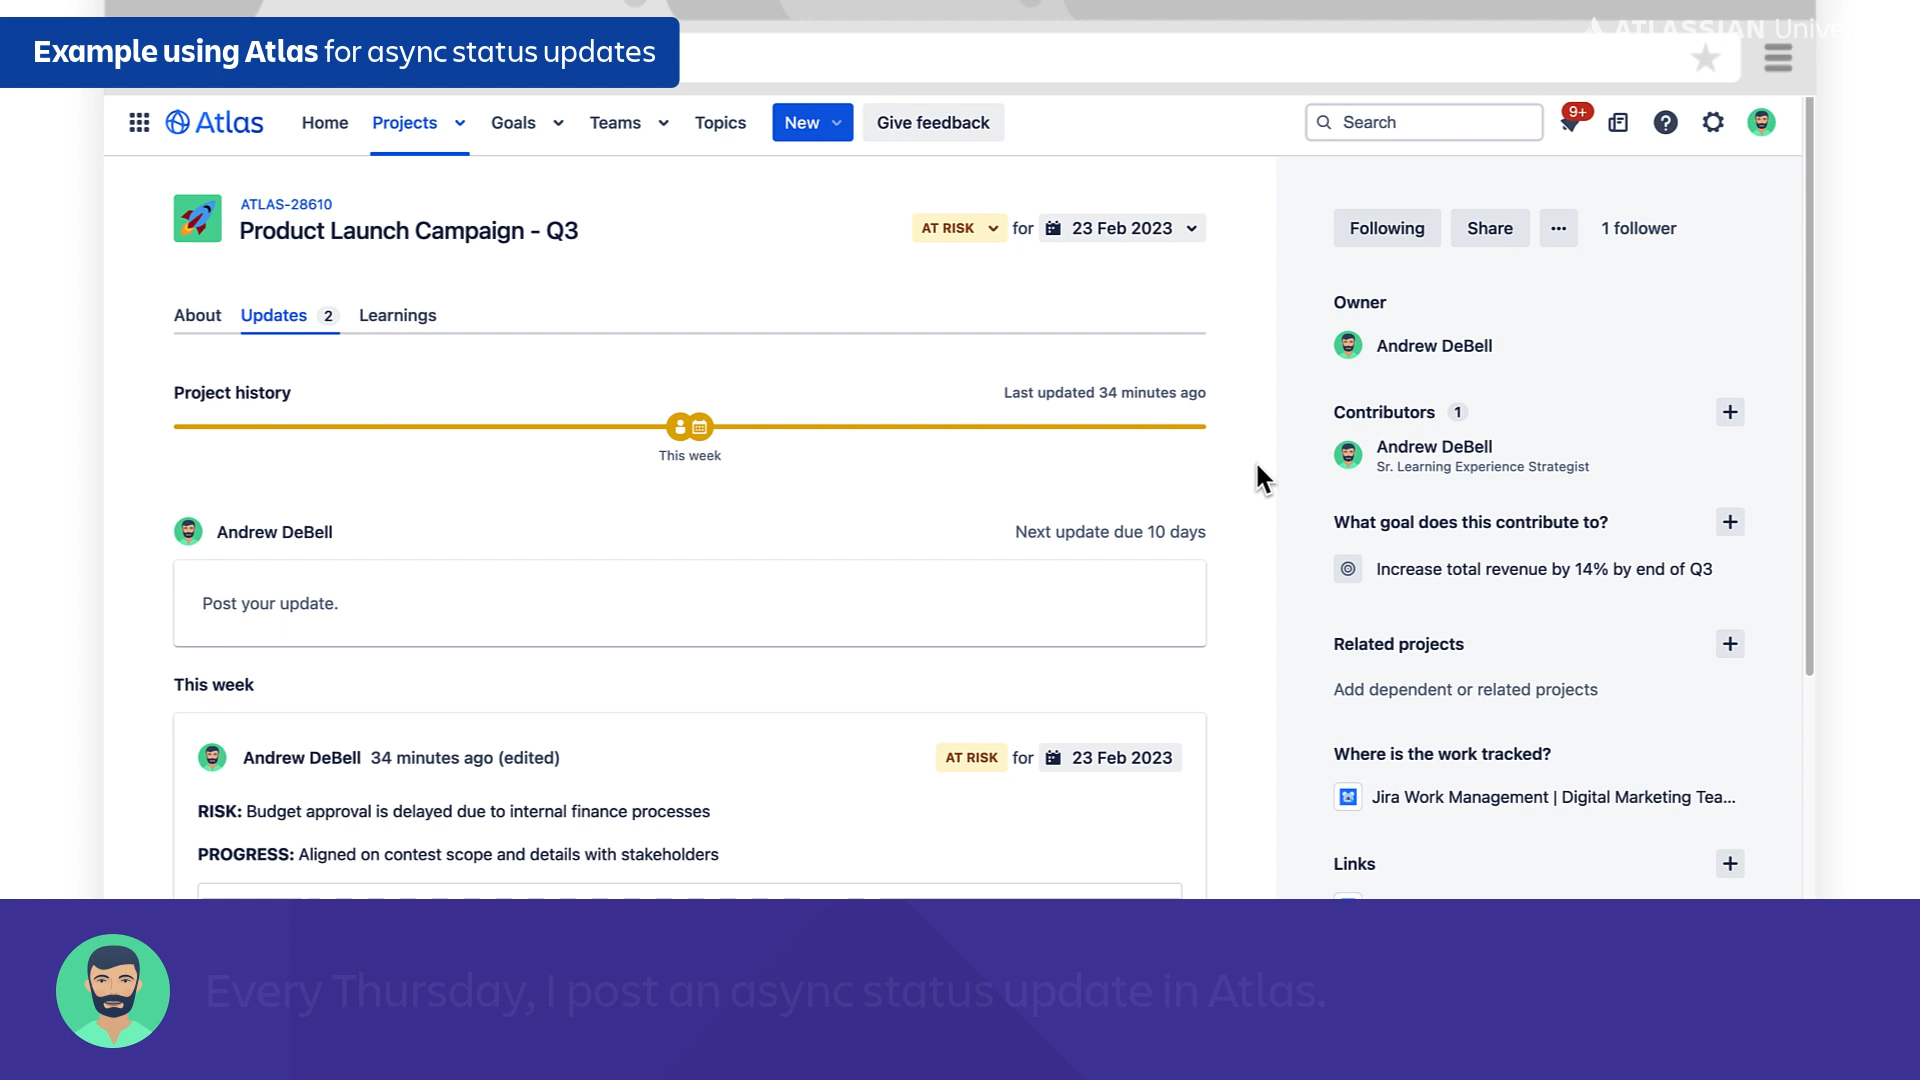 Example using Atlas for async status updates
ATLASSIAN Unive
Atlas
Home
Projects
Goals
Teams
Topics
New
Give feedback
Search
9+
ATLAS-28610
Product Launch Campaign - Q3
AT RISK for 23 Feb 2023
Following
Share
1 follower
About
Updates 2
Learnings
Project history
Last updated 34 minutes ago
This week
Andrew DeBell
Next update due 10 days
Post your update.
This week
Andrew DeBell 34 minutes ago (edited)
AT RISK for 23 Feb 2023
RISK: Budget approval is delayed due to internal finance processes
PROGRESS: Aligned on contest scope and details with stakeholders
Owner
Andrew DeBell
Contributors 1
Andrew DeBell
Sr. Learning Experience Strategist
What goal does this contribute to?
Increase total revenue by 14% by end of Q3
Related projects
Add dependent or related projects
Where is the work tracked?
Jira Work Management | Digital Marketing Tea...
Links
Every Thursday, I post an async status update in Atlas.